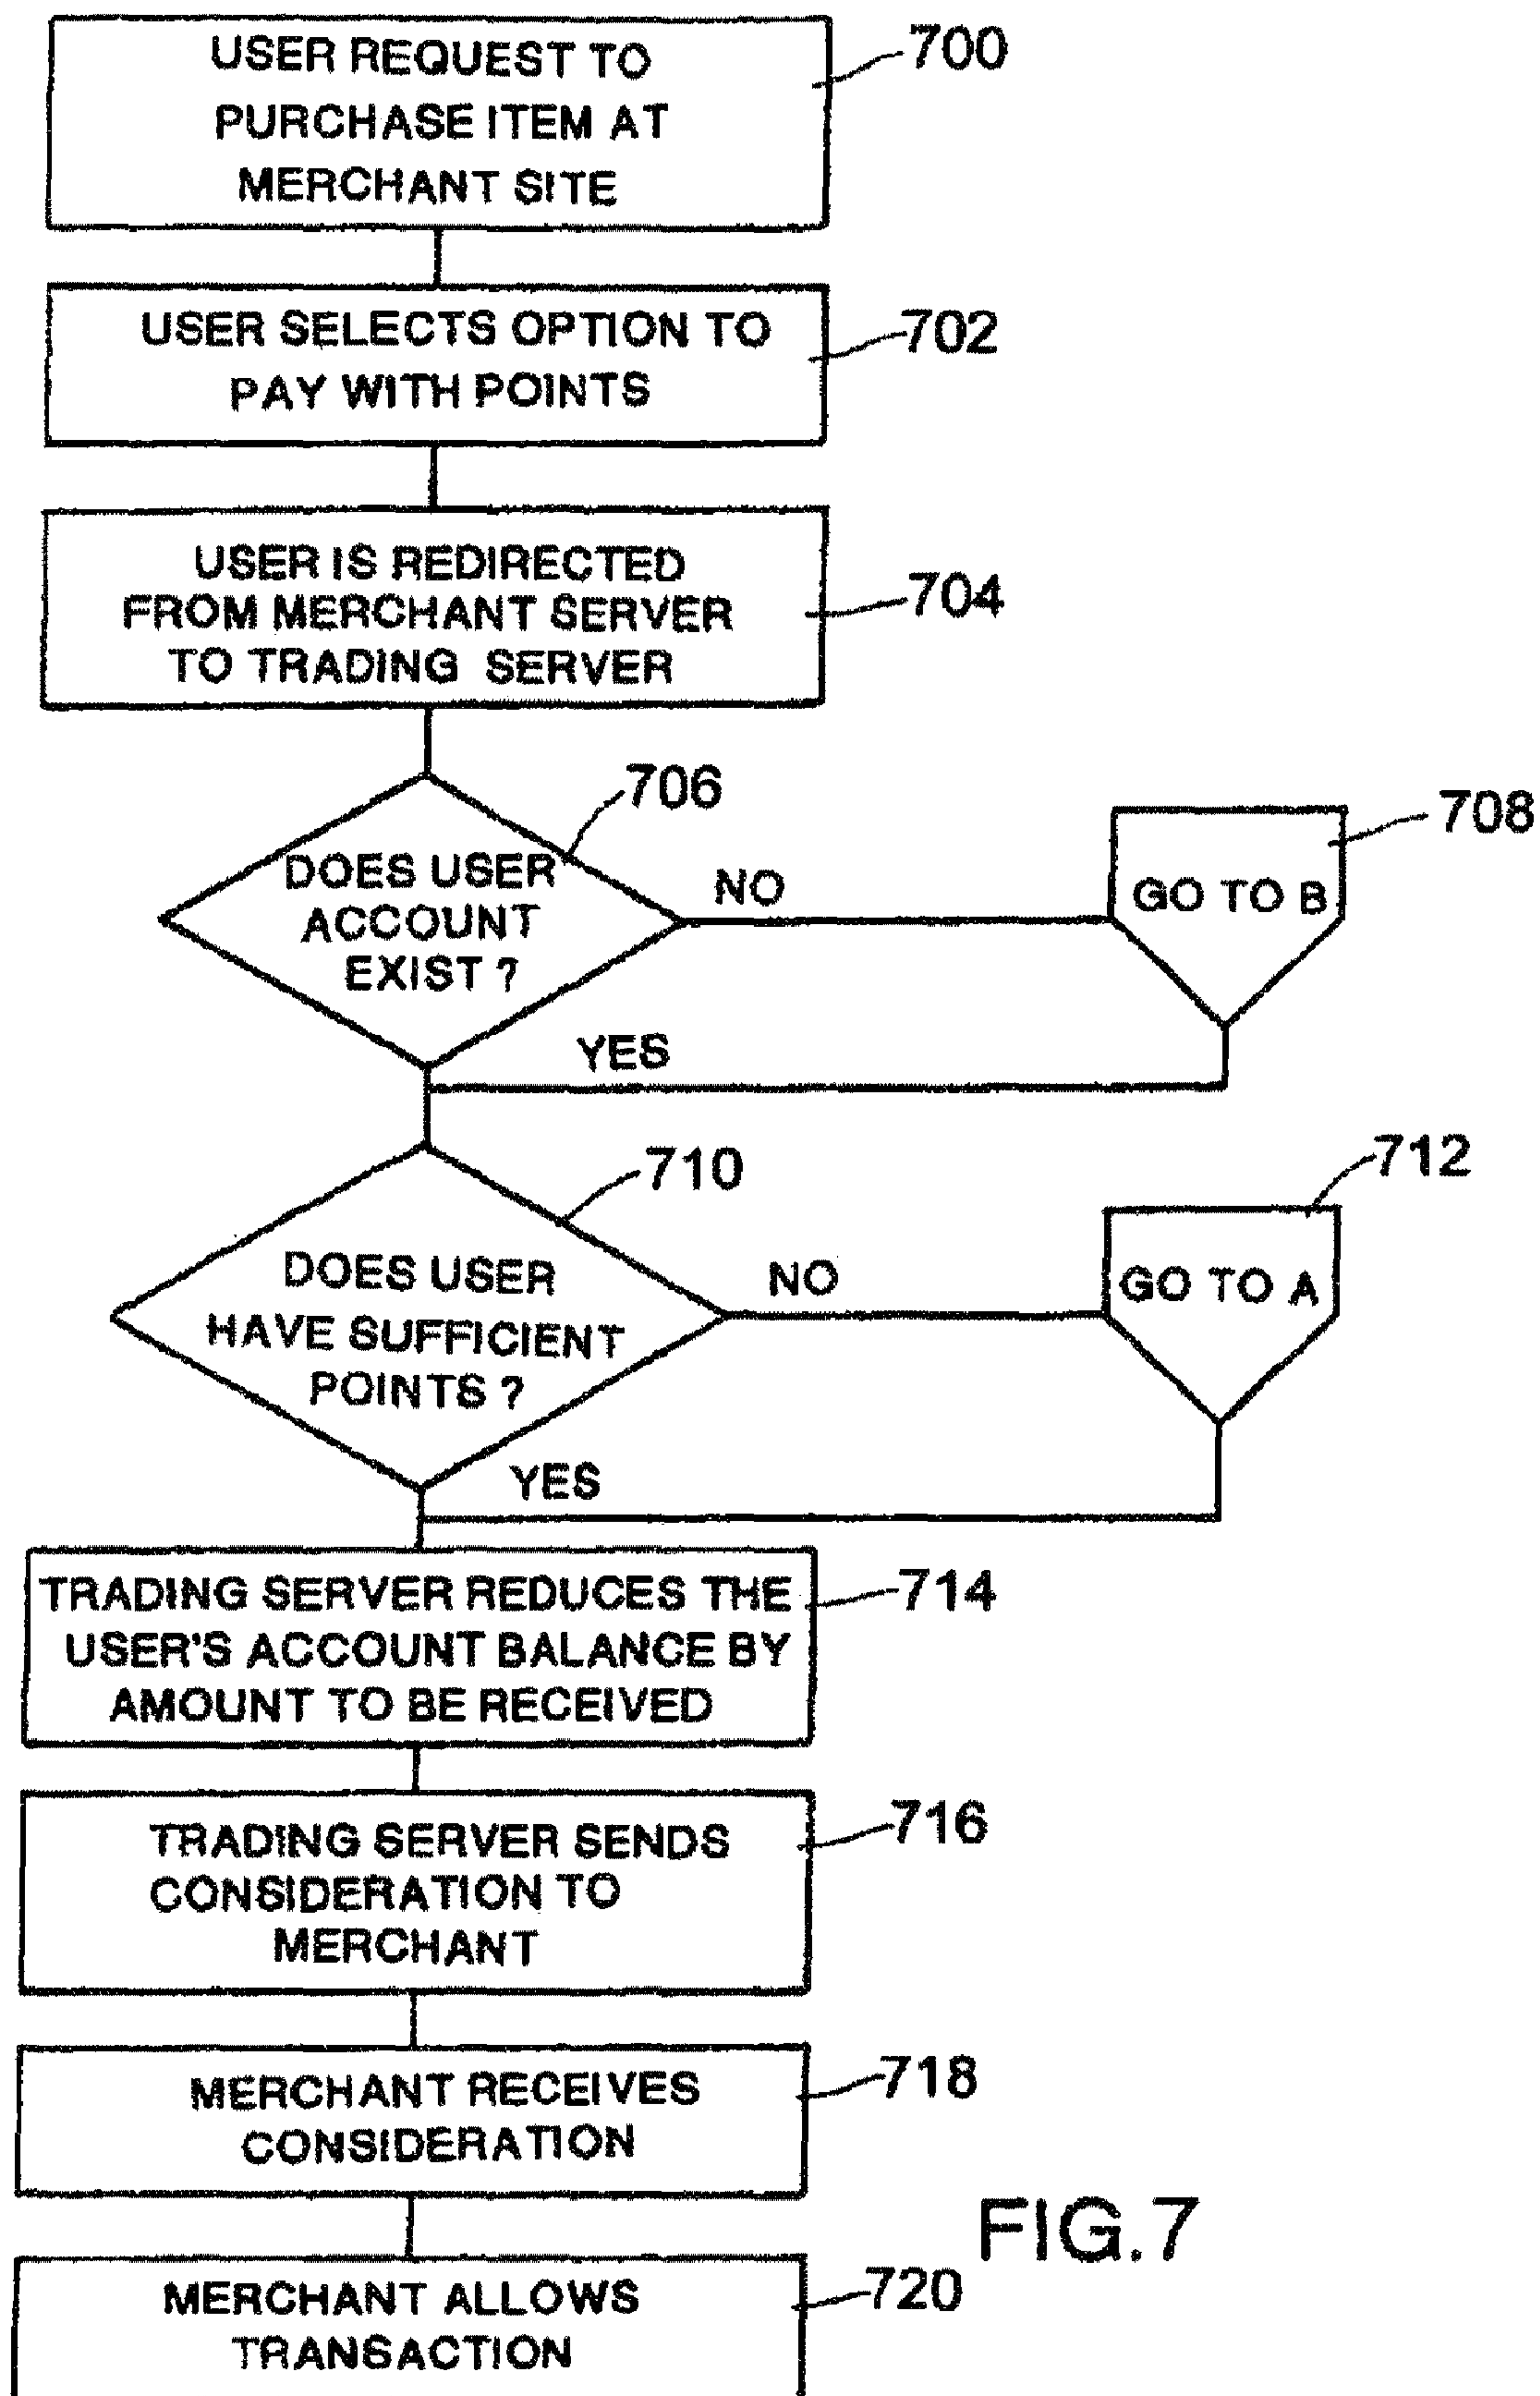 USER REQUEST TO
PURCHASE ITEM AT
MERCHANT SITE
700
USER SELECTS OPTION TO
PAY WITH POINTS
702
USER IS REDIRECTED
FROM MERCHANT SERVER
TO TRADING SERVER
704
DOES USER
ACCOUNT
EXIST ?
706
NO
GO TO B
708
YES
DOES USER
HAVE SUFFICIENT
POINTS ?
710
NO
GO TO A
712
YES
TRADING SERVER REDUCES THE
USER'S ACCOUNT BALANCE BY
AMOUNT TO BE RECEIVED
714
TRADING SERVER SENDS
CONSIDERATION TO
MERCHANT
716
MERCHANT RECEIVES
CONSIDERATION
718
MERCHANT ALLOWS
TRANSACTION
720
FIG.7